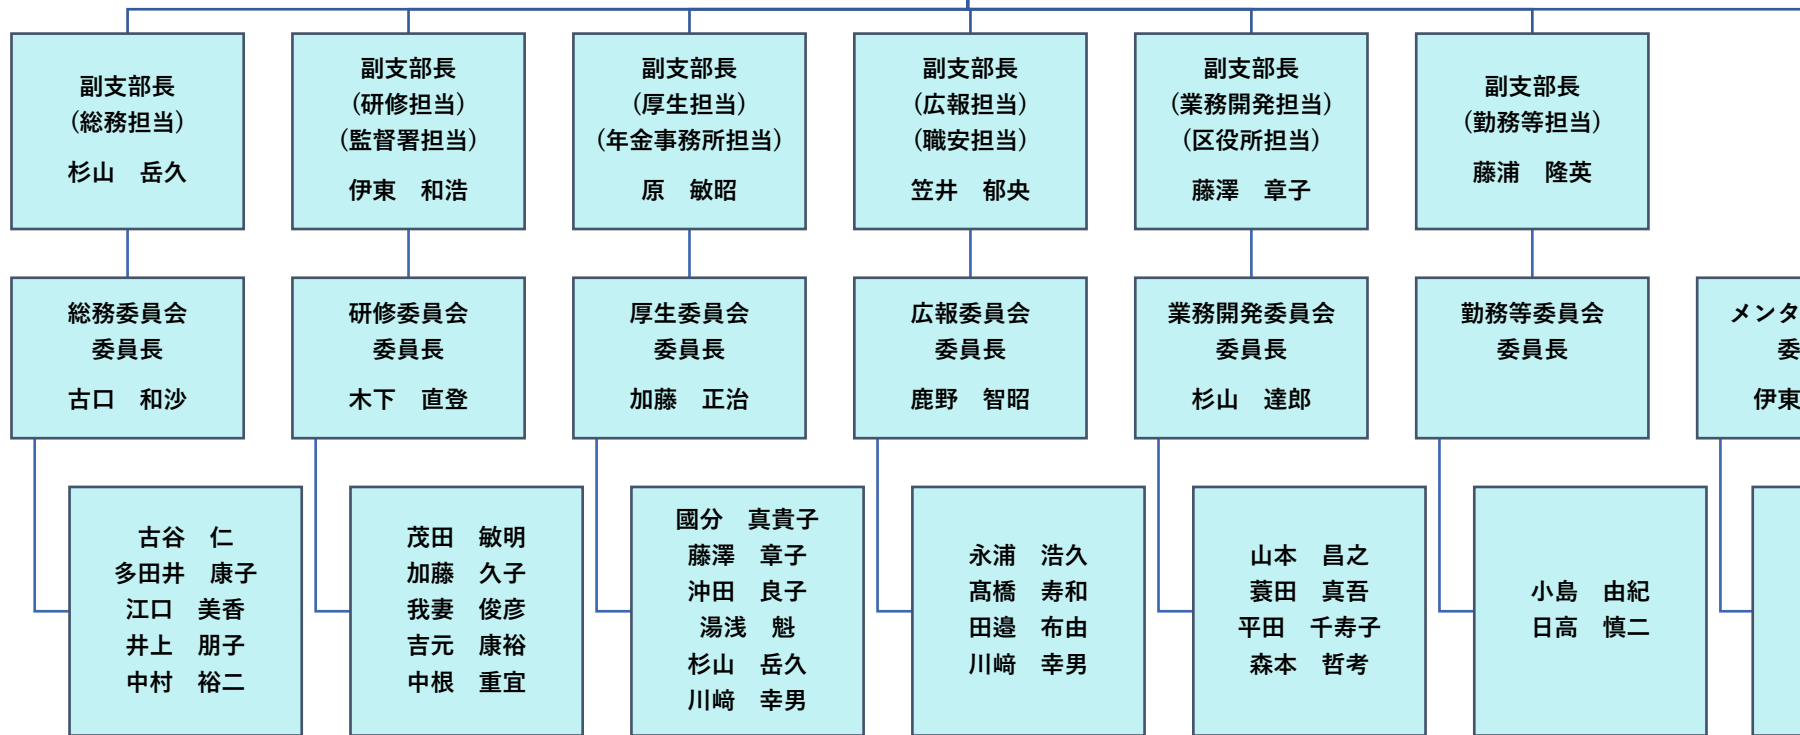 副支部長
（総務担当）
杉山　岳久
副支部長
（研修担当）
（監督署担当）
伊東　和浩
副支部長
（厚生担当）
（年金事務所担当）
原　敏昭
副支部長
（広報担当）
（職安担当）
笠井　郁央
副支部長
（業務開発担当）
（区役所担当）
藤澤　章子
副支部長
（勤務等担当）
藤浦　隆英
総務委員会
委員長
古口　和沙
研修委員会
委員長
木下　直登
厚生委員会
委員長
加藤　正治
広報委員会
委員長
鹿野　智昭
業務開発委員会
委員長
杉山　達郎
勤務等委員会
委員長
メンタ
委
伊東
古谷　仁
多田井　康子
江口　美香
井上　朋子
中村　裕二
茂田　敏明
加藤　久子
我妻　俊彦
吉元　康裕
中根　重宜
國分　真貴子
藤澤　章子
沖田　良子
湯浅　魁
杉山　岳久
川﨑　幸男
永浦　浩久
髙橋　寿和
田邉　布由
川﨑　幸男
山本　昌之
蓑田　真吾
平田　千寿子
森本　哲考
小島　由紀
日高　慎二